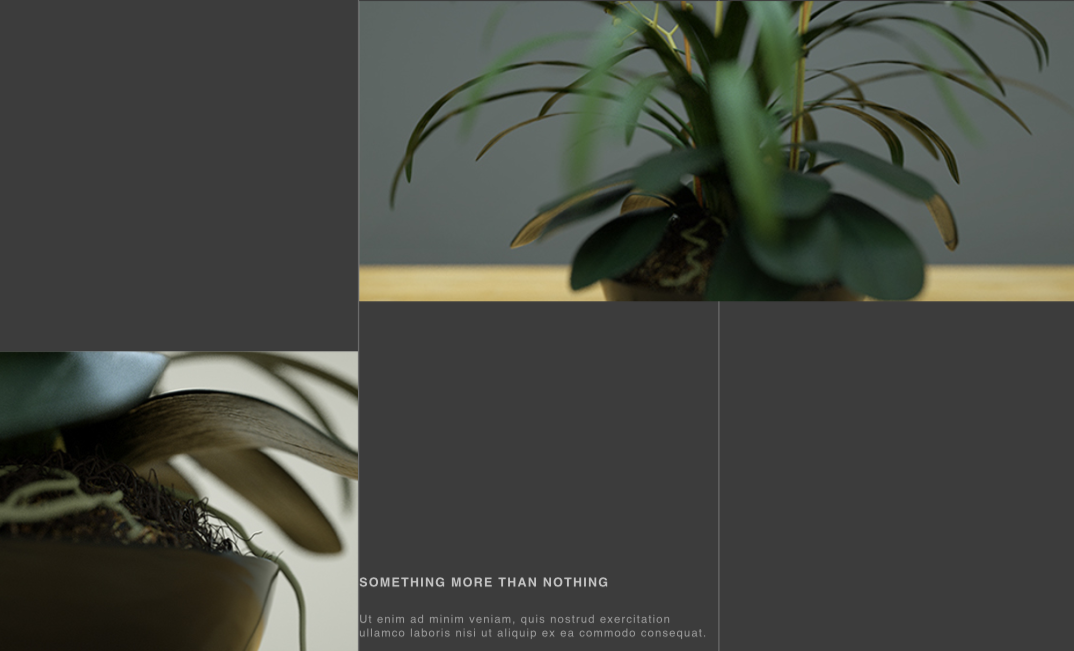 SOMETHING MORE THAN NOTHING
Ut enim ad minim veniam, quis nostrud exercitation
ullamco laboris nisi ut aliquip ex ea commodo consequat.